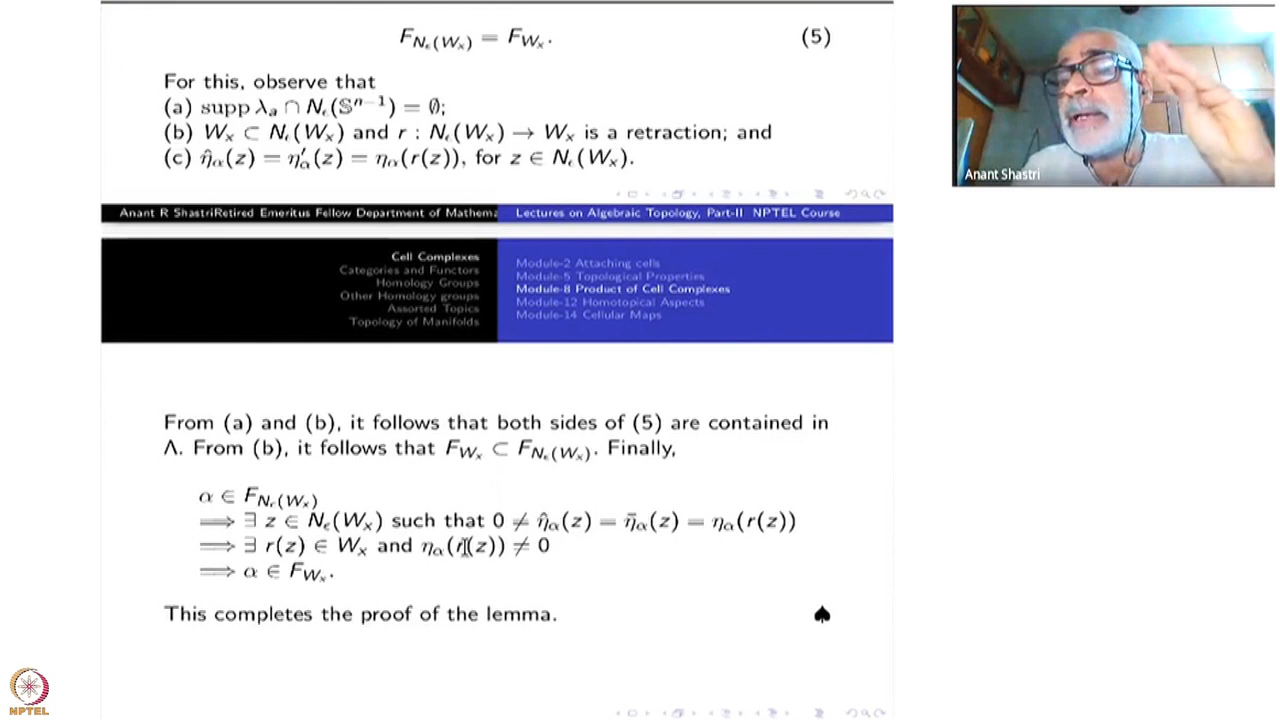 F_{N_ε(W_x)} = F_{W_x}. (5)
For this, observe that
(a) supp λ_a ∩ N_ε(𝕊^{n−1}) = ∅;
(b) W_x ⊂ N_ε(W_x) and r : N_ε(W_x) → W_x is a retraction; and
(c) η̂_α(z) = η′_α(z) = η_α(r(z)), for z ∈ N_ε(W_x).
Anant R ShastriRetired Emeritus Fellow Department of Mathema
Lectures on Algebraic Topology, Part-II NPTEL Course
Cell Complexes
Categories and Functors
Homology Groups
Other Homology groups
Assorted Topics
Topology of Manifolds
Module-2 Attaching cells
Module-5 Topological Properties
Module-8 Product of Cell Complexes
Module-12 Homotopical Aspects
Module-14 Cellular Maps
From (a) and (b), it follows that both sides of (5) are contained in
Λ. From (b), it follows that F_{W_x} ⊂ F_{N_ε(W_x)}. Finally,
α ∈ F_{N_ε(W_x)}
⟹ ∃ z ∈ N_ε(W_x) such that 0 ≠ η̂_α(z) = η̄_α(z) = η_α(r(z))
⟹ ∃ r(z) ∈ W_x and η_α(r(z)) ≠ 0
⟹ α ∈ F_{W_x}.
This completes the proof of the lemma. ♠
Anant Shastri
NPTEL